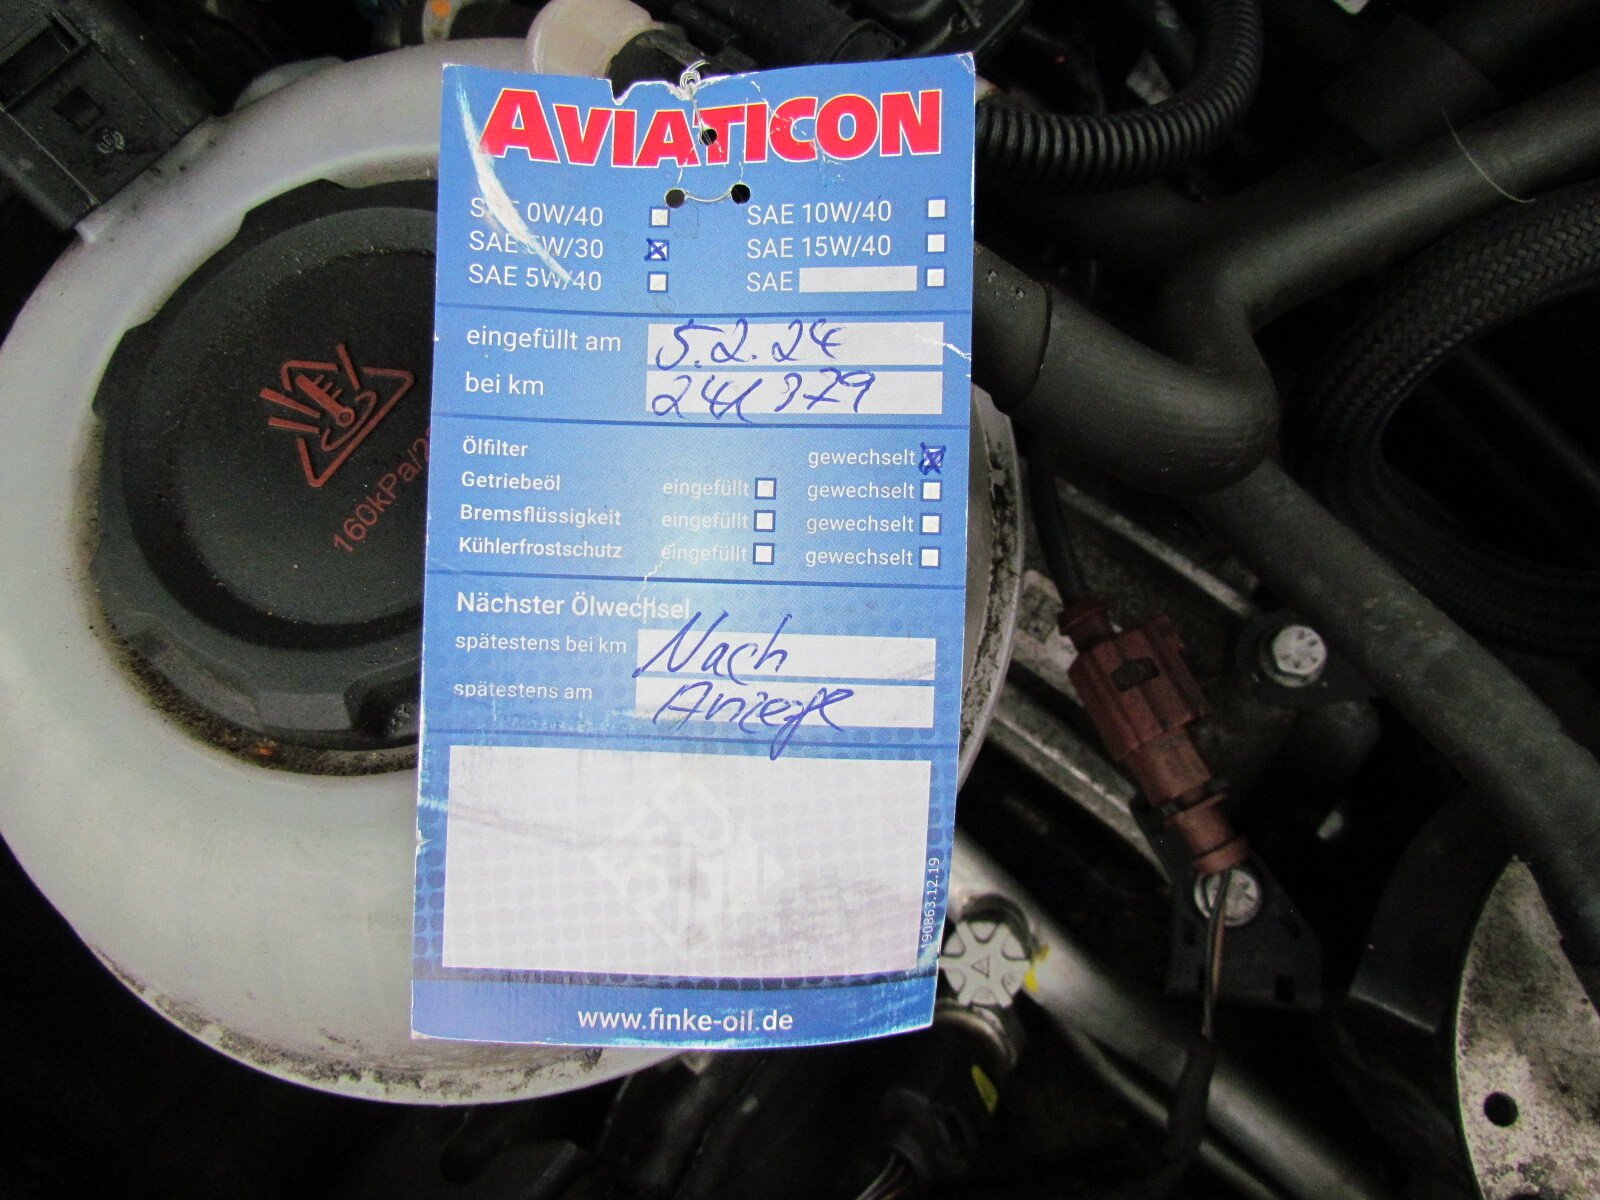 AVIATICON
SAE 0W/40 SAE 10W/40
SAE 5W/30 SAE 15W/40
SAE 5W/40 SAE
eingefüllt am 5.2.24
bei km 241379
Ölfilter gewechselt
Getriebeöl eingefüllt gewechselt
Bremsflüssigkeit eingefüllt gewechselt
Kühlerfrostschutz eingefüllt gewechselt
Nächster Ölwechsel
spätestens bei km Nach
spätestens am Anzeige
190863.12.19
www.finke-oil.de
160kPa/2